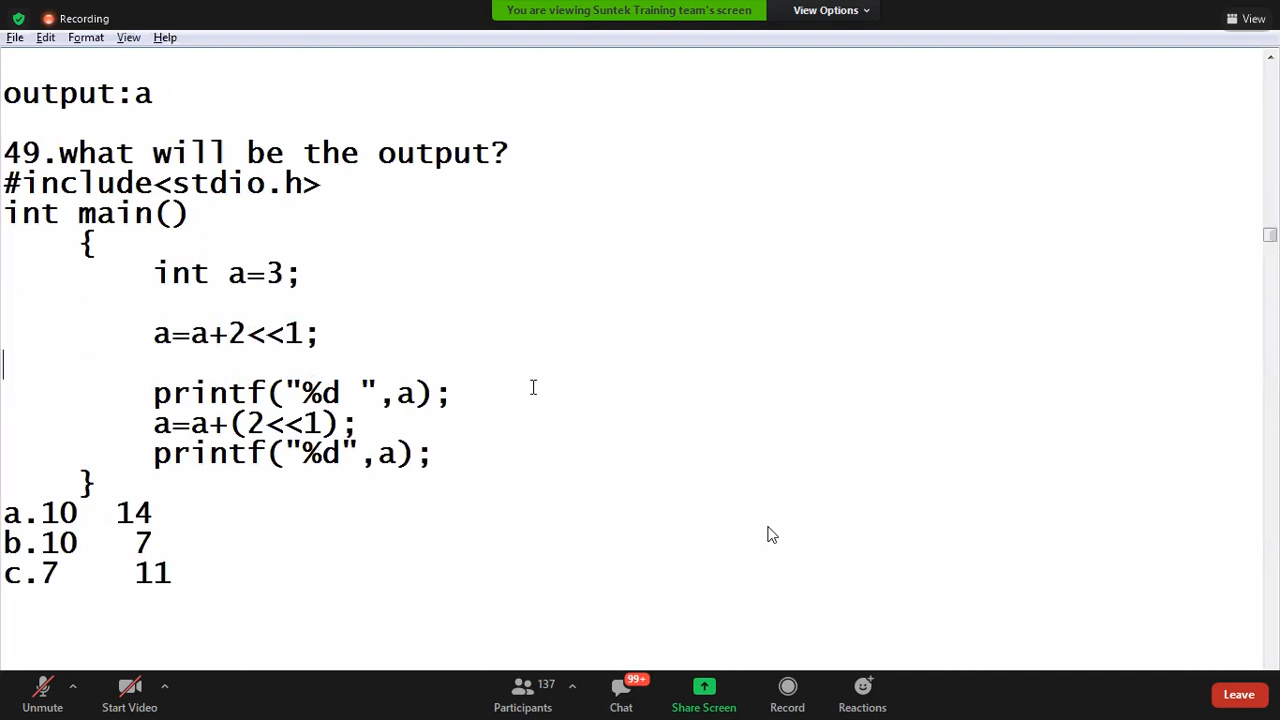 Recording
You are viewing Suntek Training team's screen
View Options
View
File Edit Format View Help
output:a
49.what will be the output?
#include<stdio.h>
int main()
{
int a=3;
a=a+2<<1;
printf("%d ",a);
a=a+(2<<1);
printf("%d",a);
}
a.10 14
b.10 7
c.7 11
Unmute
Start Video
137
Participants
99+
Chat
Share Screen
Record
Reactions
Leave